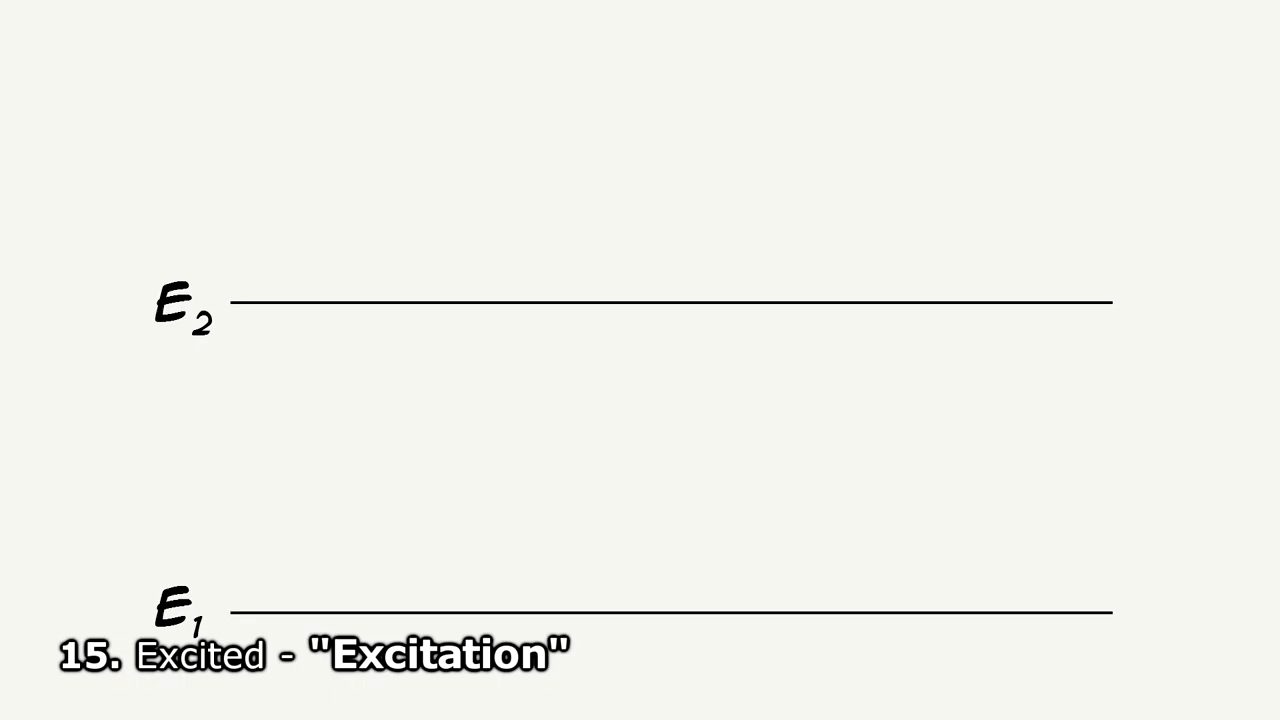 E₂
E₁
15. Excited - "Excitation"